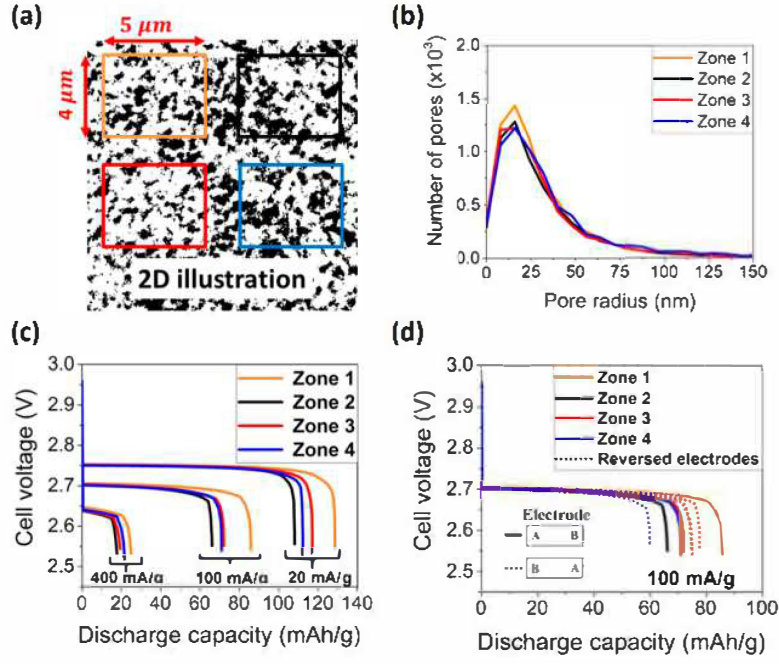 (a)
5 μm
4 μm
2D illustration
(b)
Number of pores (x10³)
2.0
1.5
1.0
0.5
0.0
0 25 50 75 100 125 150
Pore radius (nm)
Zone 1
Zone 2
Zone 3
Zone 4
(c)
Cell voltage (V)
3.0
2.9
2.8
2.7
2.6
2.5
0 20 40 60 80 100 120 140
Discharge capacity (mAh/g)
Zone 1
Zone 2
Zone 3
Zone 4
400 mA/g
100 mA/g
20 mA/g
(d)
Cell voltage (V)
3.0
2.9
2.8
2.7
2.6
2.5
0 20 40 60 80 100
Discharge capacity (mAh/g)
Zone 1
Zone 2
Zone 3
Zone 4
Reversed electrodes
Electrode
A B
B A
100 mA/g